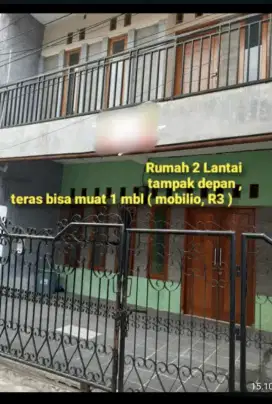 Rumah 2 Lantai
tampak depan ,
teras bisa muat 1 mbl ( mobilio, R3 )
15.10